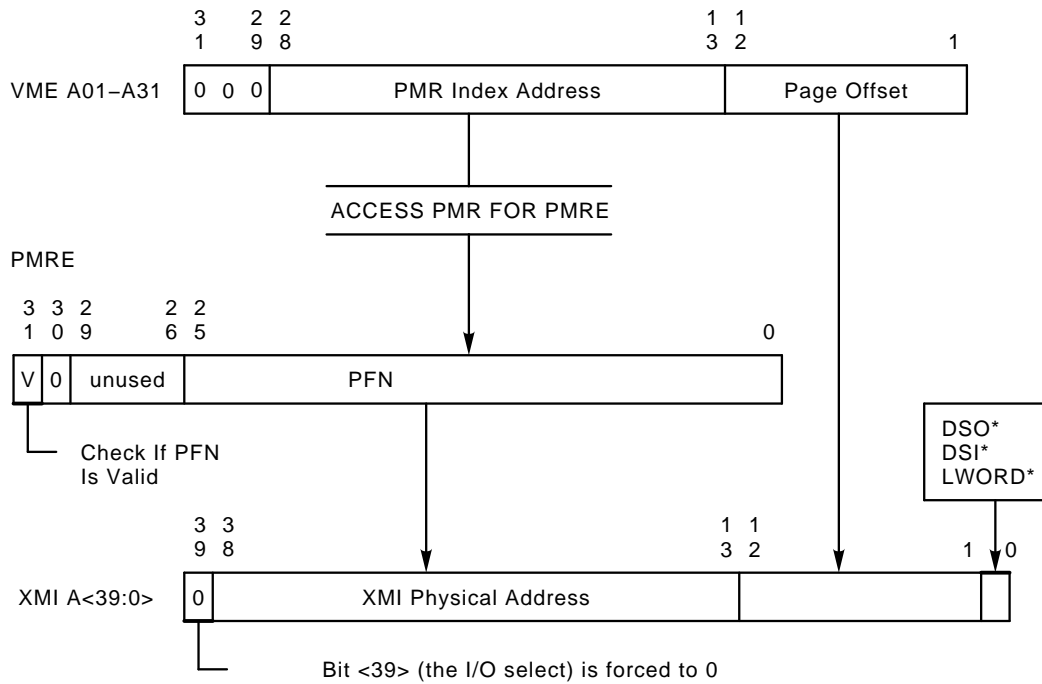 3 2 2 1 1
1 9 8 3 2 1
VME A01–A31 0 0 0 PMR Index Address Page Offset
ACCESS PMR FOR PMRE
PMRE
3 3 2 2 2
1 0 9 6 5 0
V 0 unused PFN
Check If PFN
Is Valid
DSO*
DSI*
LWORD*
3 3 1 1
9 8 3 2 1 0
XMI A<39:0> 0 XMI Physical Address
Bit <39> (the I/O select) is forced to 0